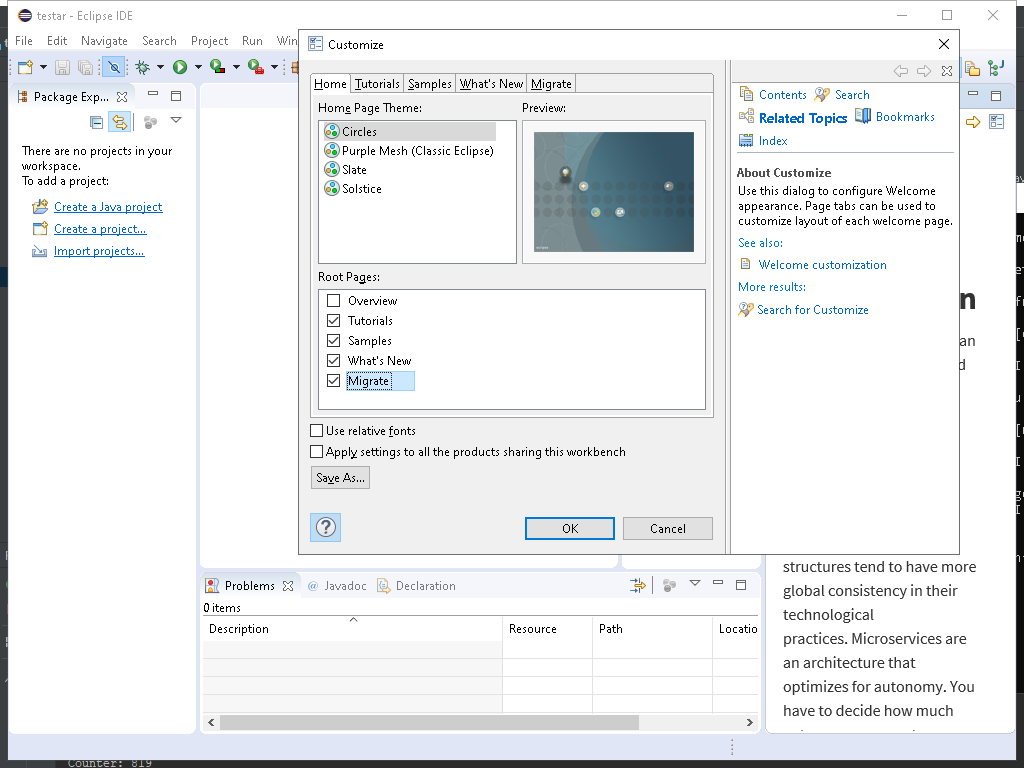 testar - Eclipse IDE
File Edit Navigate Search Project Run Win
Customize
Package Exp...
There are no projects in your
workspace.
To add a project:
Create a Java project
Create a project...
Import projects...
Home Tutorials Samples What's New Migrate
Home Page Theme:
Preview:
Circles
Purple Mesh (Classic Eclipse)
Slate
Solstice
Root Pages:
Overview
Tutorials
Samples
What's New
Migrate
Use relative fonts
Apply settings to all the products sharing this workbench
Save As...
OK Cancel
Contents Search
Related Topics Bookmarks
Index
About Customize
Use this dialog to configure Welcome
appearance. Page tabs can be used to
customize layout of each welcome page.
See also:
Welcome customization
More results:
Search for Customize
n
an
d
structures tend to have more
global consistency in their
technological
practices. Microservices are
an architecture that
optimizes for autonomy. You
have to decide how much
Problems Javadoc Declaration
0 items
Description Resource Path Locatio
Counter: 819